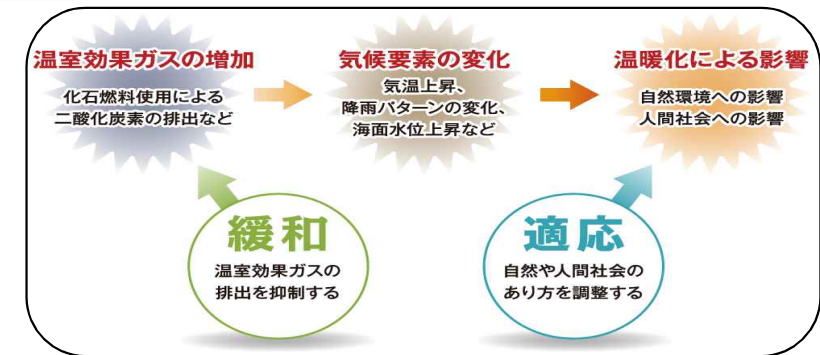 温室効果ガスの増加
化石燃料使用による
二酸化炭素の排出など
気候要素の変化
気温上昇、
降雨パターンの変化、
海面水位上昇など
温暖化による影響
自然環境への影響
人間社会への影響
緩和
温室効果ガスの
排出を抑制する
適応
自然や人間社会の
あり方を調整する